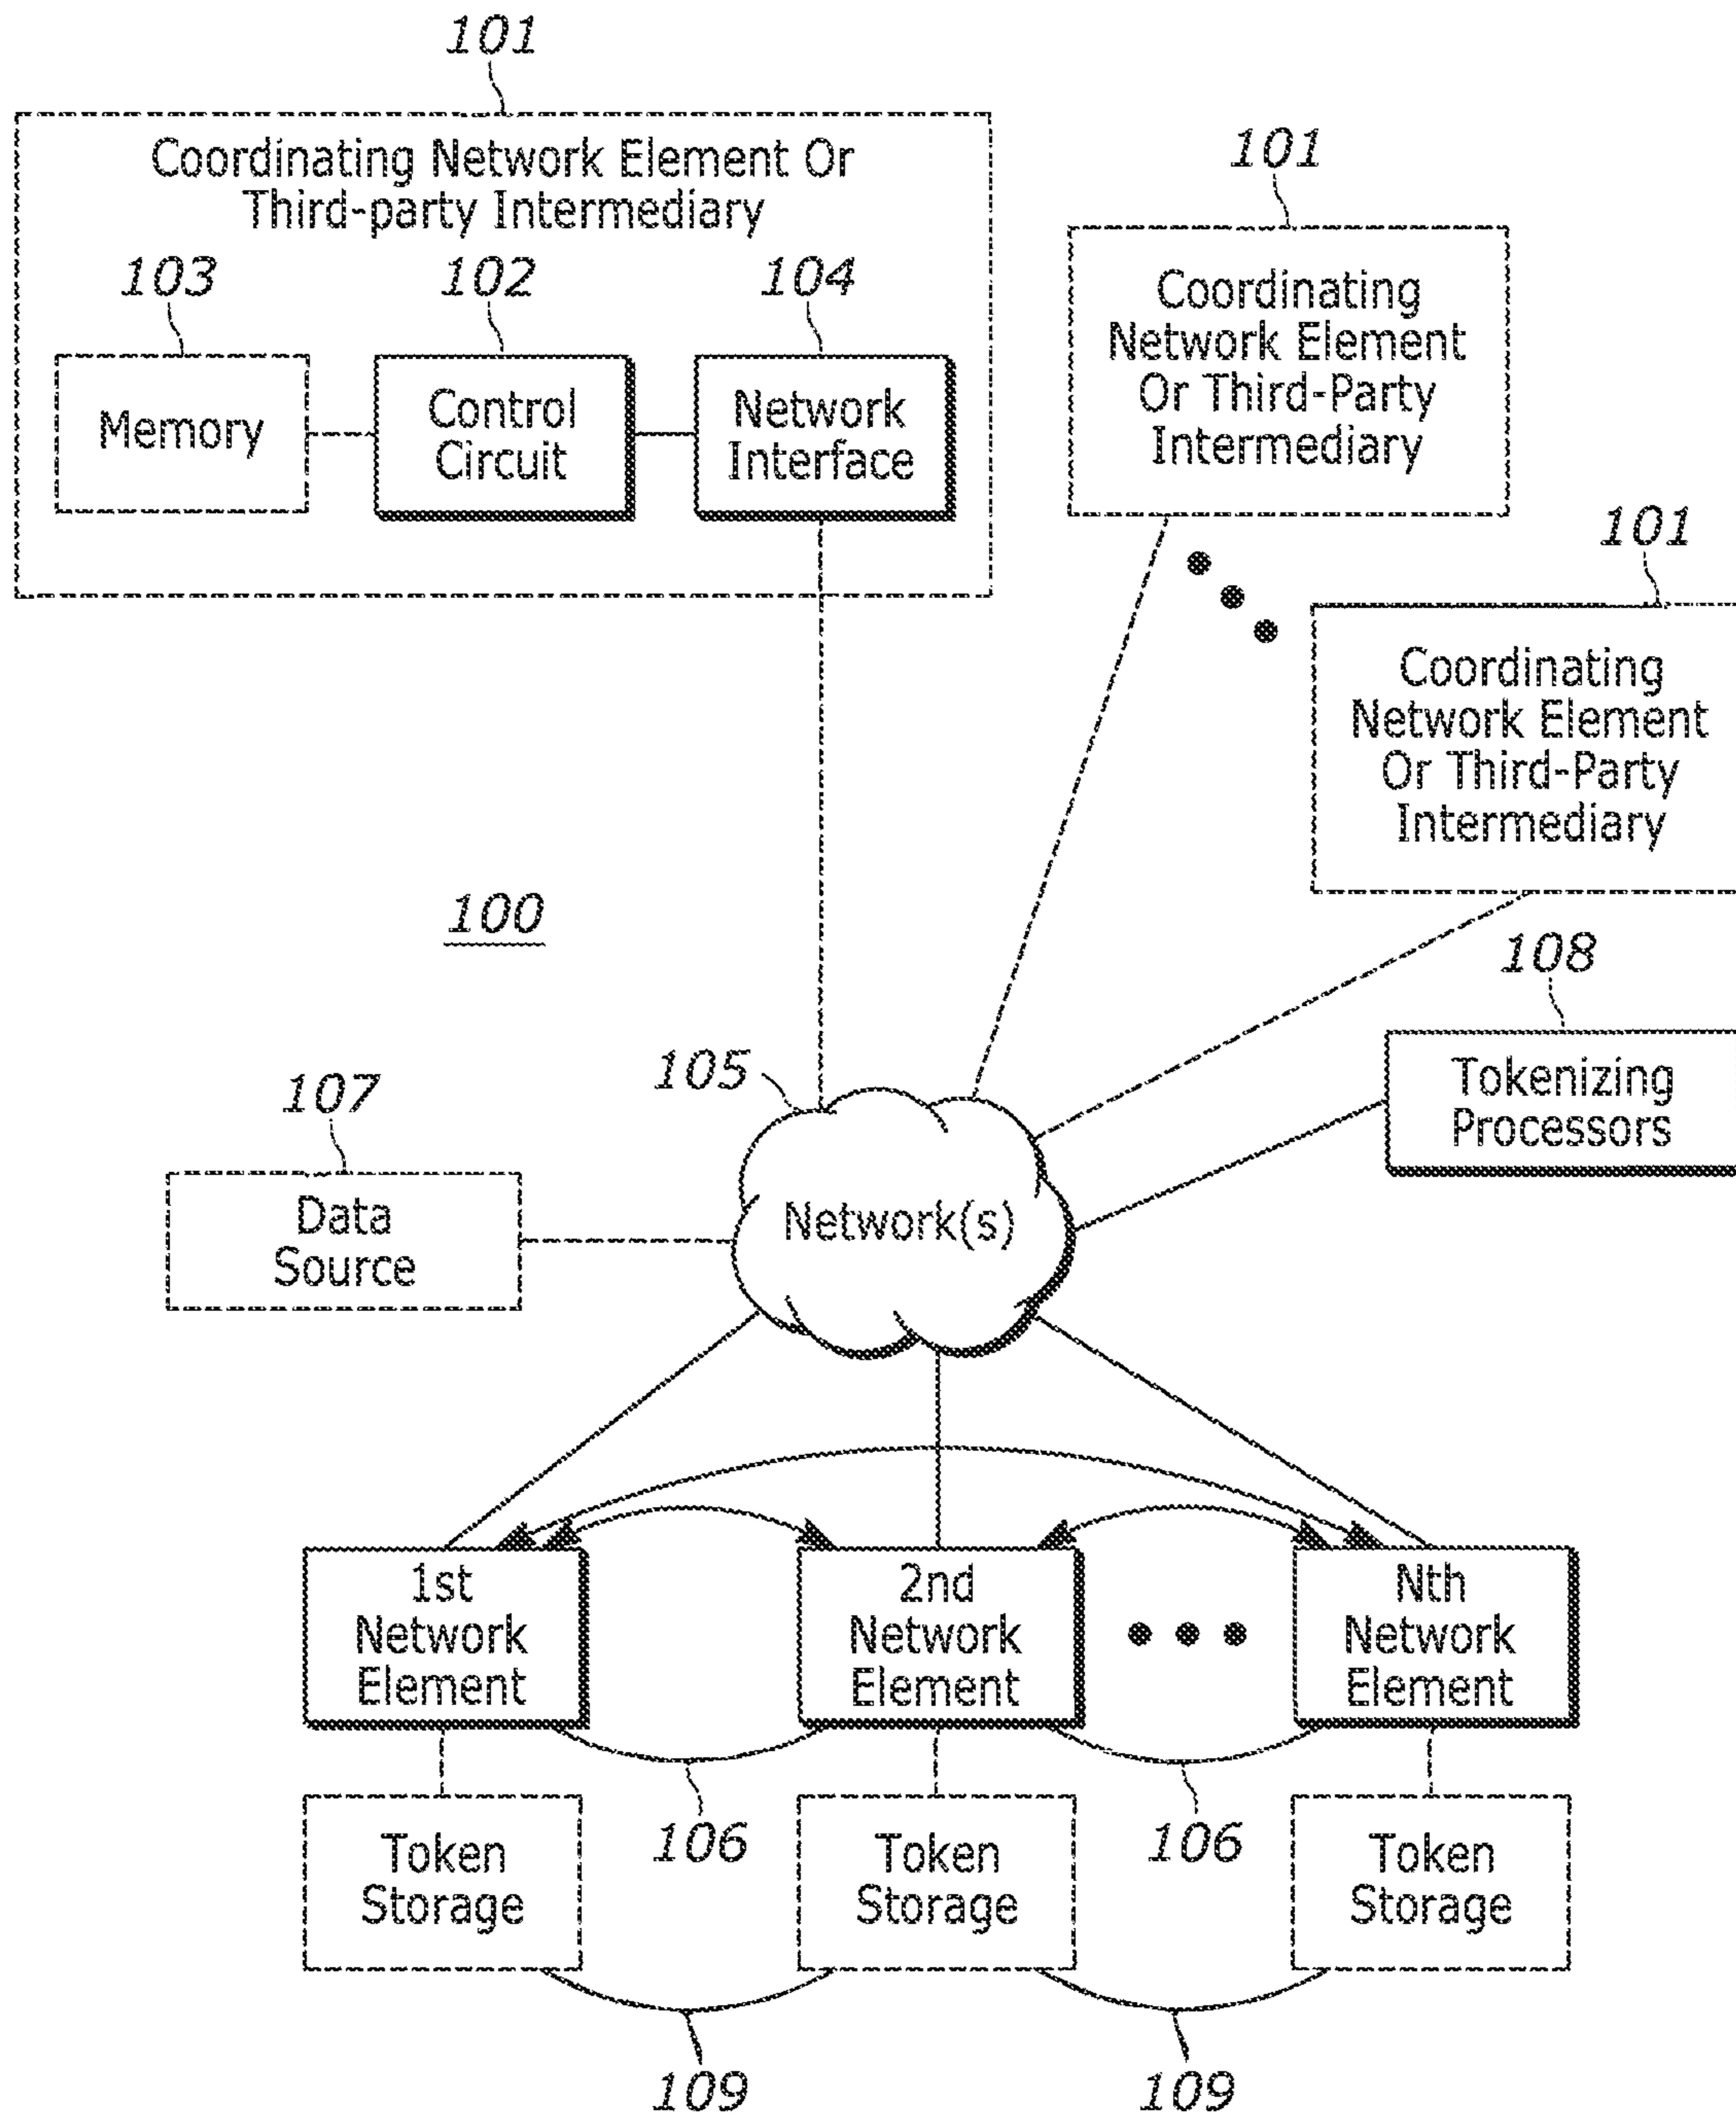 101
Coordinating Network Element Or
Third-party Intermediary
103
102
104
Memory
Control
Circuit
Network
Interface
101
Coordinating
Network Element
Or Third-Party
Intermediary
101
Coordinating
Network Element
Or Third-Party
Intermediary
100
108
Tokenizing
Processors
105
Network(s)
107
Data
Source
1st
Network
Element
2nd
Network
Element
Nth
Network
Element
106
106
Token
Storage
Token
Storage
Token
Storage
109
109